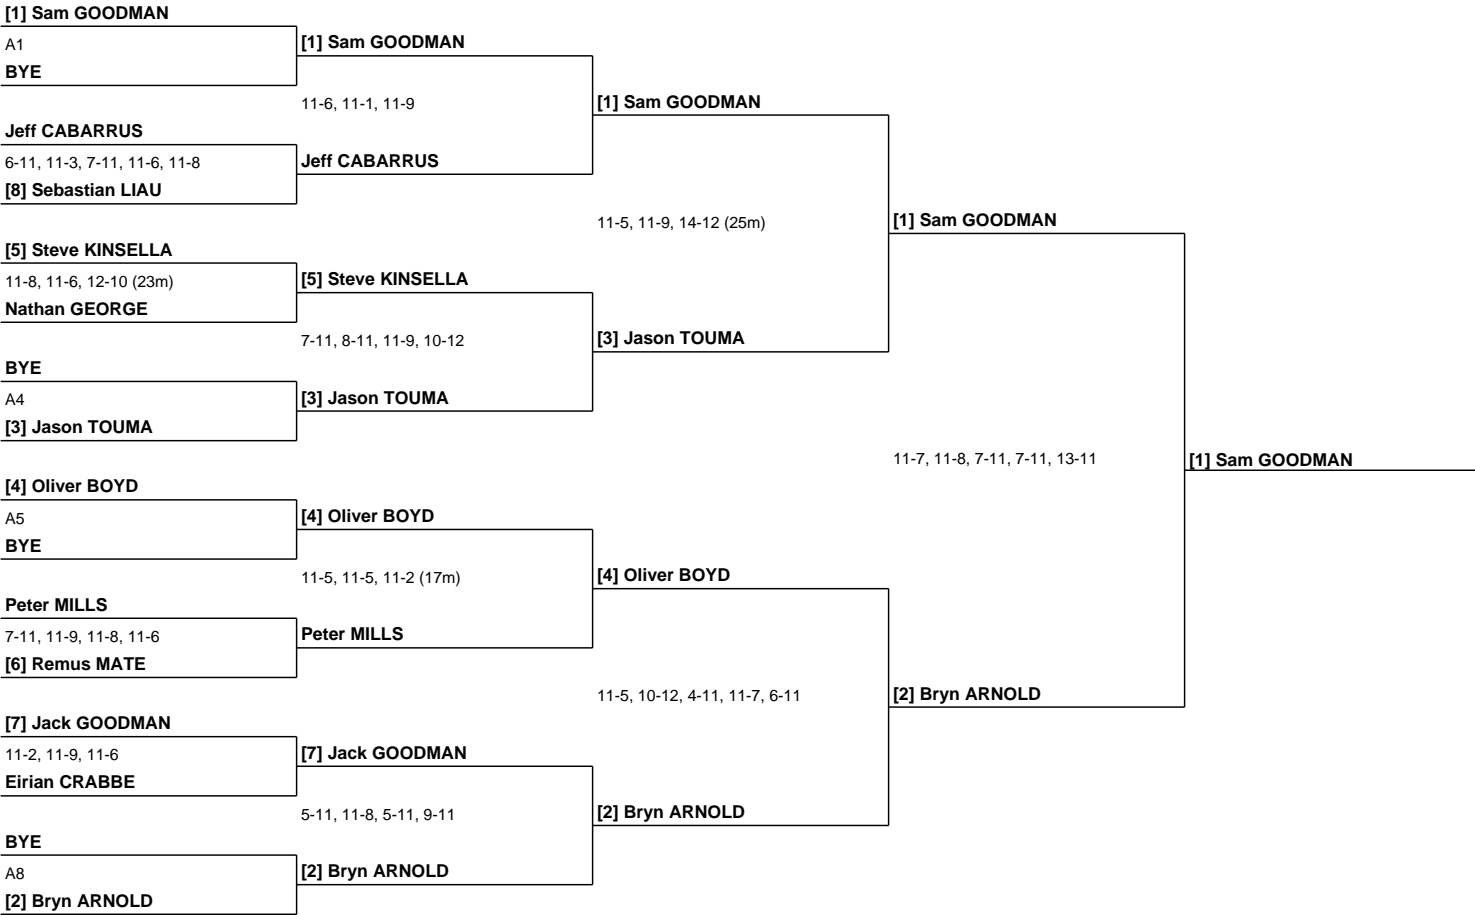 [1] Sam GOODMAN
A1
BYE
Jeff CABARRUS
6-11, 11-3, 7-11, 11-6, 11-8
[8] Sebastian LIAU
[5] Steve KINSELLA
11-8, 11-6, 12-10 (23m)
Nathan GEORGE
BYE
A4
[3] Jason TOUMA
[4] Oliver BOYD
A5
BYE
Peter MILLS
7-11, 11-9, 11-8, 11-6
[6] Remus MATE
[7] Jack GOODMAN
11-2, 11-9, 11-6
Eirian CRABBE
BYE
A8
[2] Bryn ARNOLD
[1] Sam GOODMAN
11-6, 11-1, 11-9
Jeff CABARRUS
[5] Steve KINSELLA
7-11, 8-11, 11-9, 10-12
[3] Jason TOUMA
[4] Oliver BOYD
11-5, 11-5, 11-2 (17m)
Peter MILLS
[7] Jack GOODMAN
5-11, 11-8, 5-11, 9-11
[2] Bryn ARNOLD
[1] Sam GOODMAN
11-5, 11-9, 14-12 (25m)
[3] Jason TOUMA
[4] Oliver BOYD
11-5, 10-12, 4-11, 11-7, 6-11
[2] Bryn ARNOLD
[1] Sam GOODMAN
11-7, 11-8, 7-11, 7-11, 13-11
[2] Bryn ARNOLD
[1] Sam GOODMAN